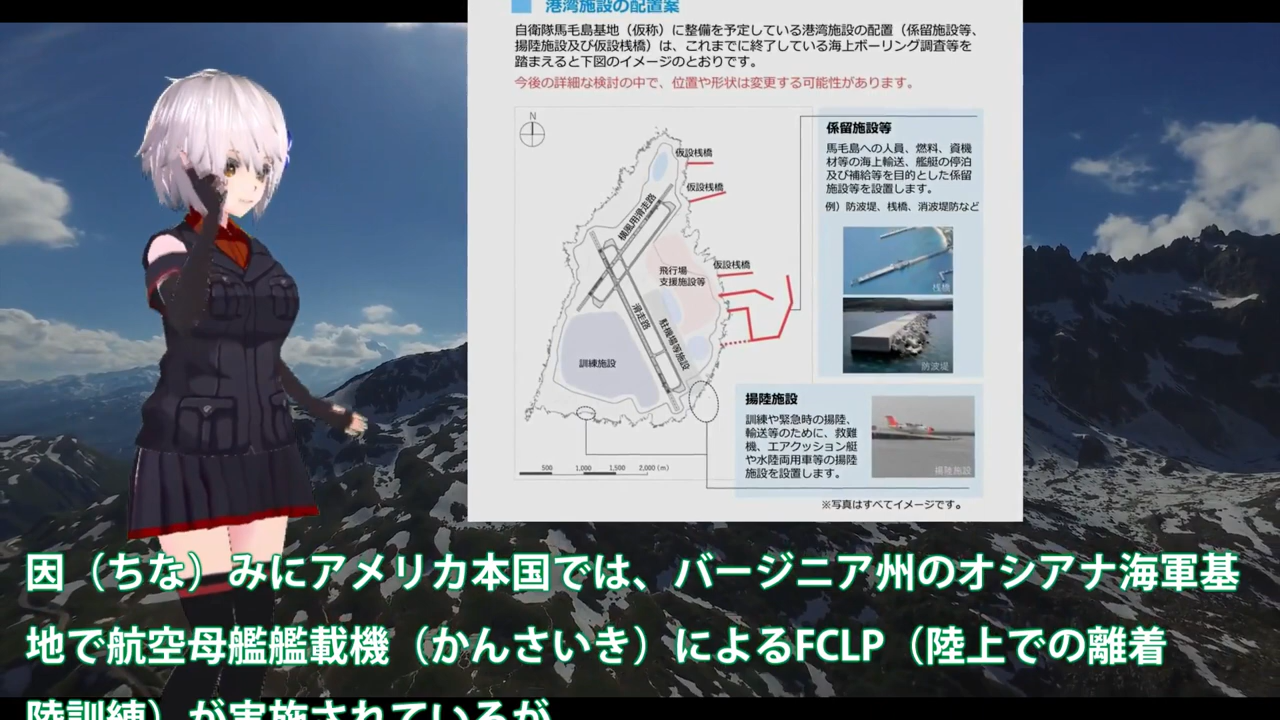 港湾施設の配置案
自衛隊馬毛島基地（仮称）に整備を予定している港湾施設の配置（係留施設等、
揚陸施設及び仮設桟橋）は、これまでに終了している海上ボーリング調査等を
踏まえると下図のイメージのとおりです。
今後の詳細な検討の中で、位置や形状は変更する可能性があります。
N
仮設桟橋
仮設桟橋
横風用滑走路
仮設桟橋
飛行場
支援施設等
滑走路
駐機場等施設
訓練施設
500 1,000 1,500 2,000 (m)
係留施設等
馬毛島への人員、燃料、資機
材等の海上輸送、艦艇の停泊
及び補給等を目的とした係留
施設等を設置します。
例）防波堤、桟橋、消波堤防など
桟橋
防波堤
揚陸施設
訓練や緊急時の揚陸、
輸送等のために、救難
機、エアクッション艇
や水陸両用車等の揚陸
施設を設置します。
揚陸施設
※写真はすべてイメージです。
因（ちな）みにアメリカ本国では、バージニア州のオシアナ海軍基
地で航空母艦艦載機（かんさいき）によるFCLP（陸上での離着
陸訓練）が実施されているが